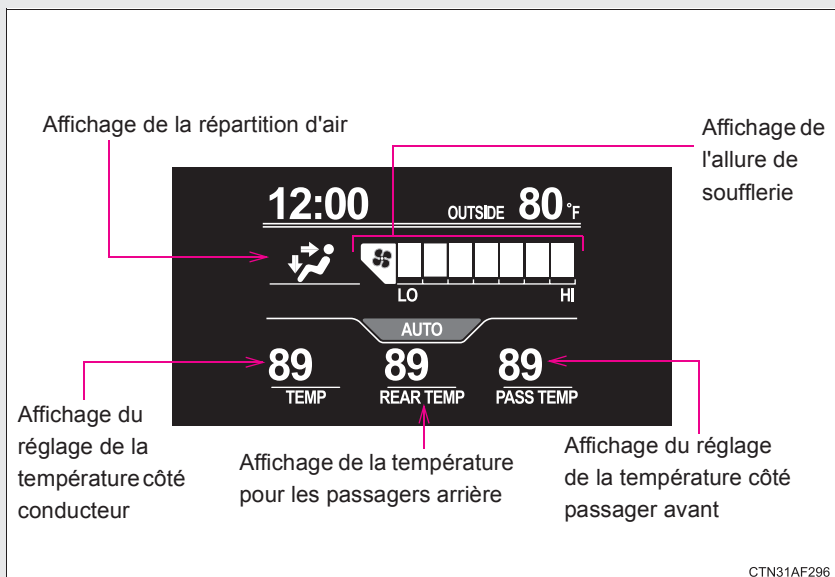 Affichage de la répartition d'air
Affichage de
l'allure de
soufflerie
12:00
OUTSIDE 80°F
LO
HI
AUTO
89
89
89
TEMP
REAR TEMP
PASS TEMP
Affichage du
réglage de la
température côté
conducteur
Affichage de la température
pour les passagers arrière
Affichage du réglage
de la température côté
passager avant
CTN31AF296